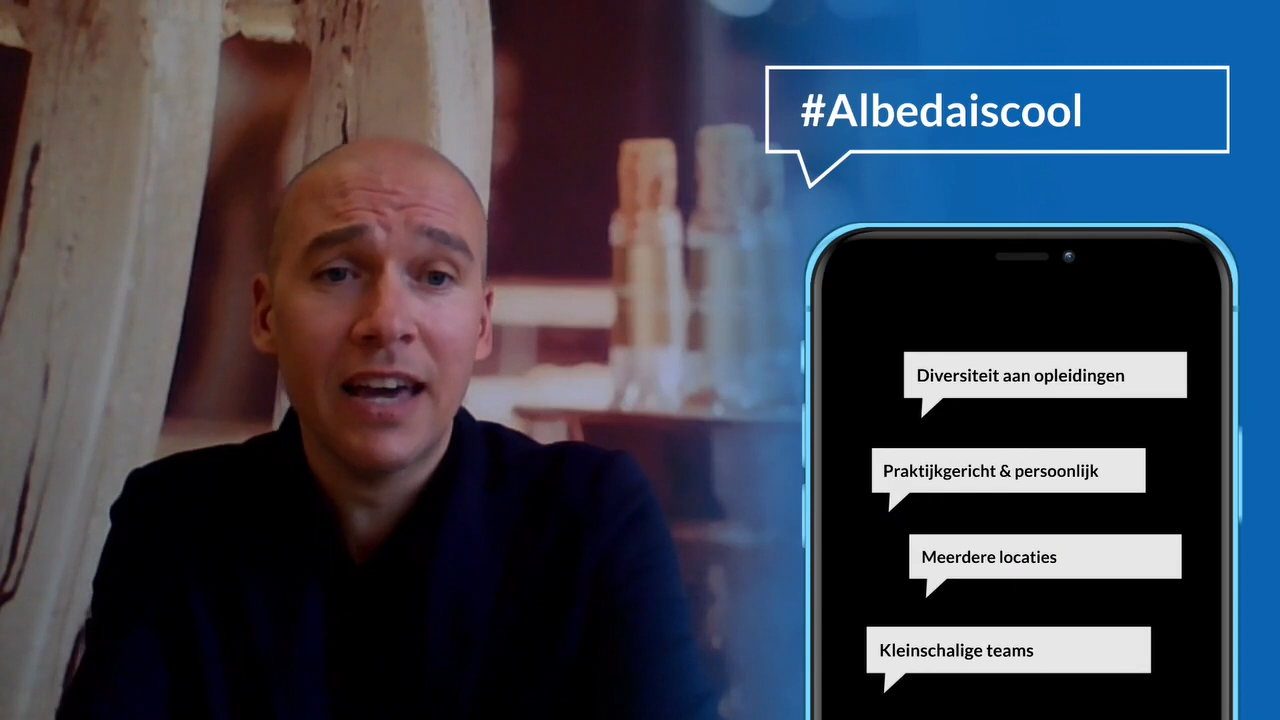 #Albedaiscool
Diversiteit aan opleidingen
Praktijkgericht & persoonlijk
Meerdere locaties
Kleinschalige teams